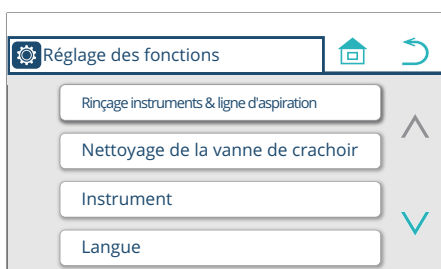 Réglage des fonctions
Rinçage instruments & ligne d'aspiration
Nettoyage de la vanne de crachoir
Instrument
Langue